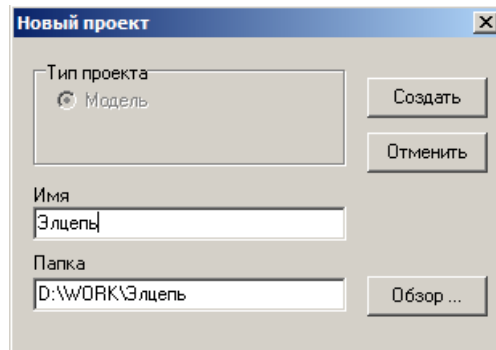 Новый проект
Тип проекта
Модель
Создать
Отменить
Имя
Элцепь
Папка
D:\WORK\Элцепь
Обзор ...